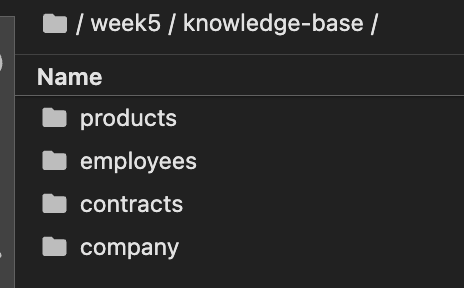 / week5 / knowledge-base /
Name
products
employees
contracts
company